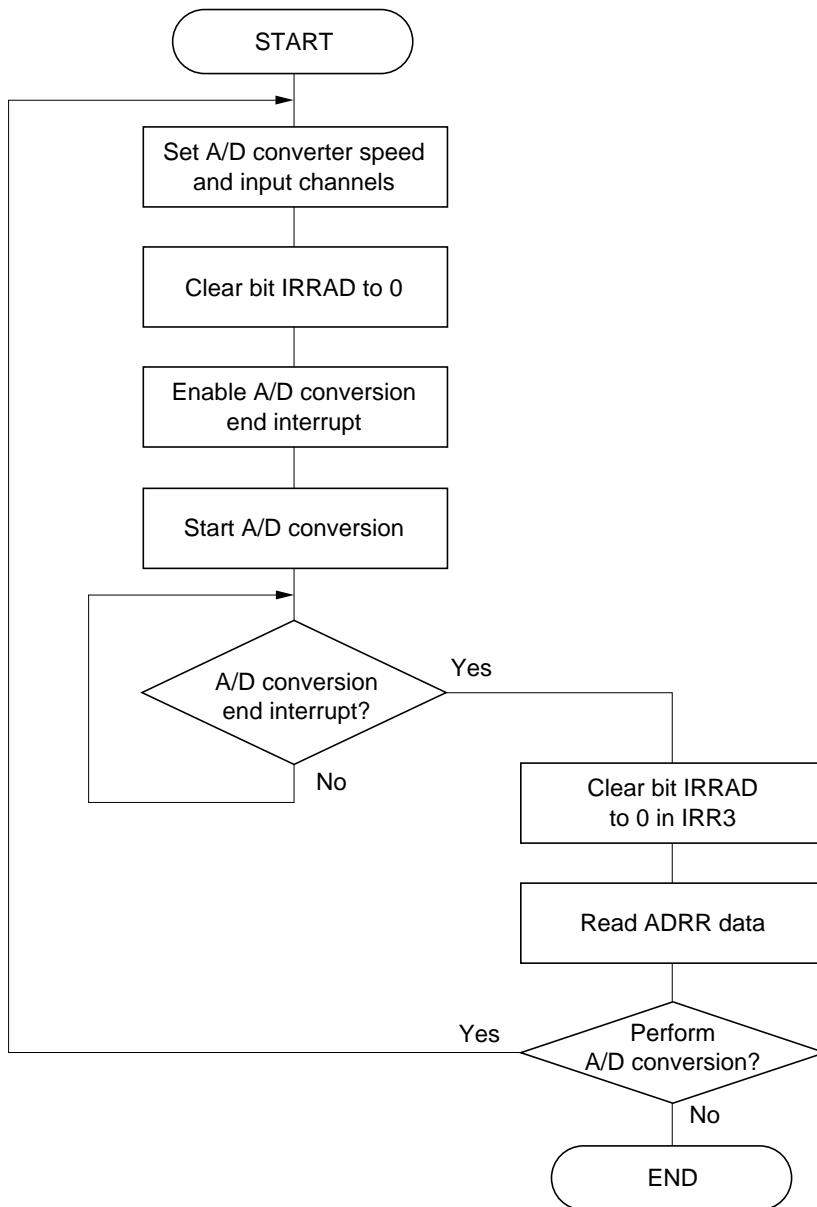 START
Set A/D converter speed
and input channels
Clear bit IRRAD to 0
Enable A/D conversion
end interrupt
Start A/D conversion
A/D conversion
end interrupt?
Yes
No
Clear bit IRRAD
to 0 in IRR3
Read ADRR data
Perform
A/D conversion?
Yes
No
END